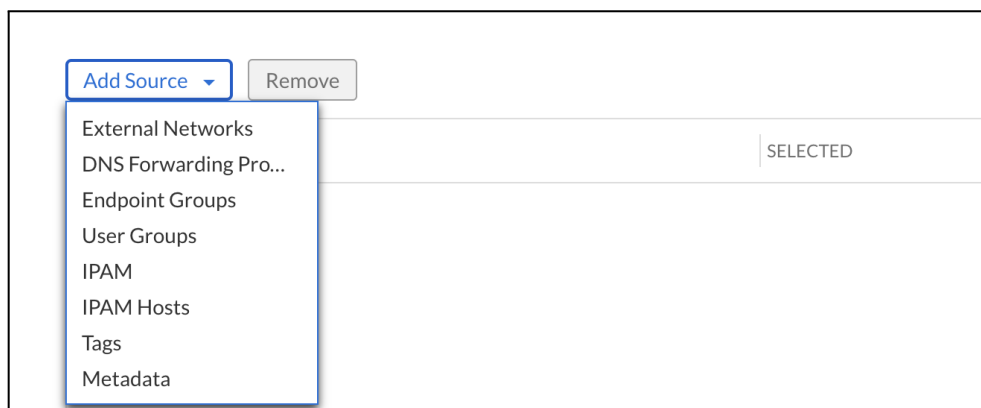 Add Source
Remove
External Networks
SELECTED
DNS Forwarding Pro...
Endpoint Groups
User Groups
IPAM
IPAM Hosts
Tags
Metadata